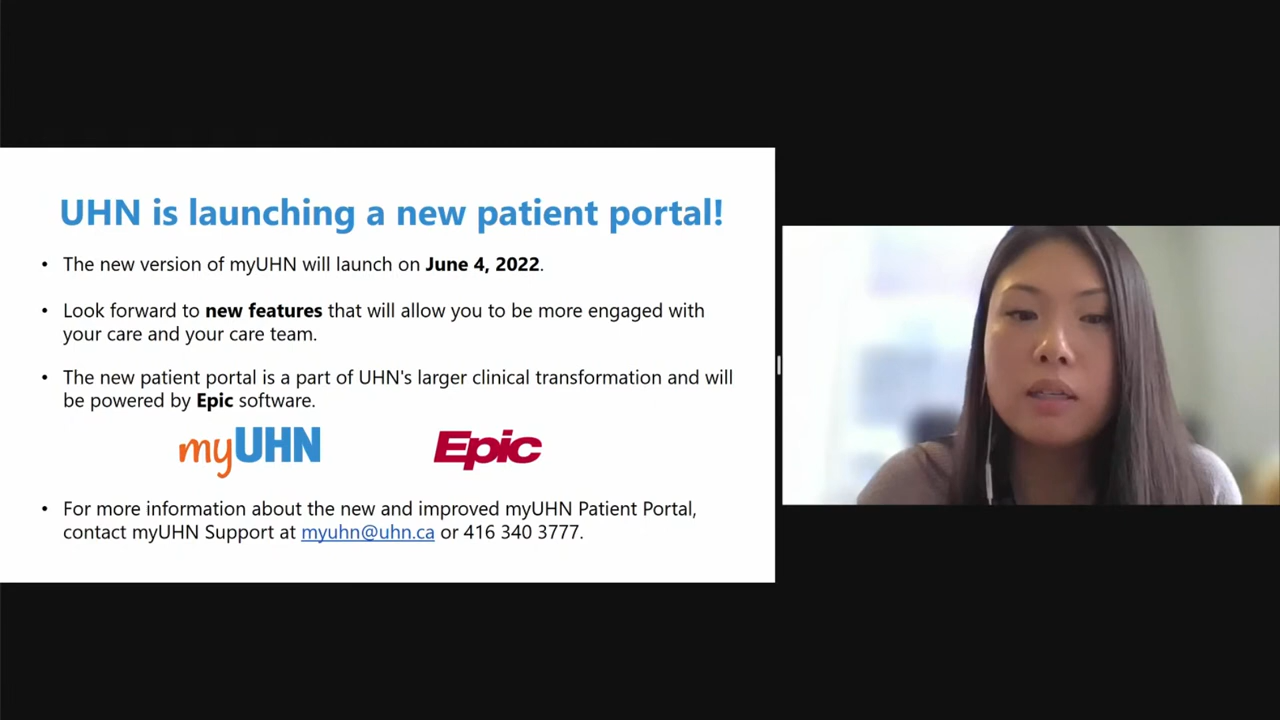 UHN is launching a new patient portal!
• The new version of myUHN will launch on June 4, 2022.
• Look forward to new features that will allow you to be more engaged with
your care and your care team.
• The new patient portal is a part of UHN's larger clinical transformation and will
be powered by Epic software.
myUHN
Epic
• For more information about the new and improved myUHN Patient Portal,
contact myUHN Support at myuhn@uhn.ca or 416 340 3777.